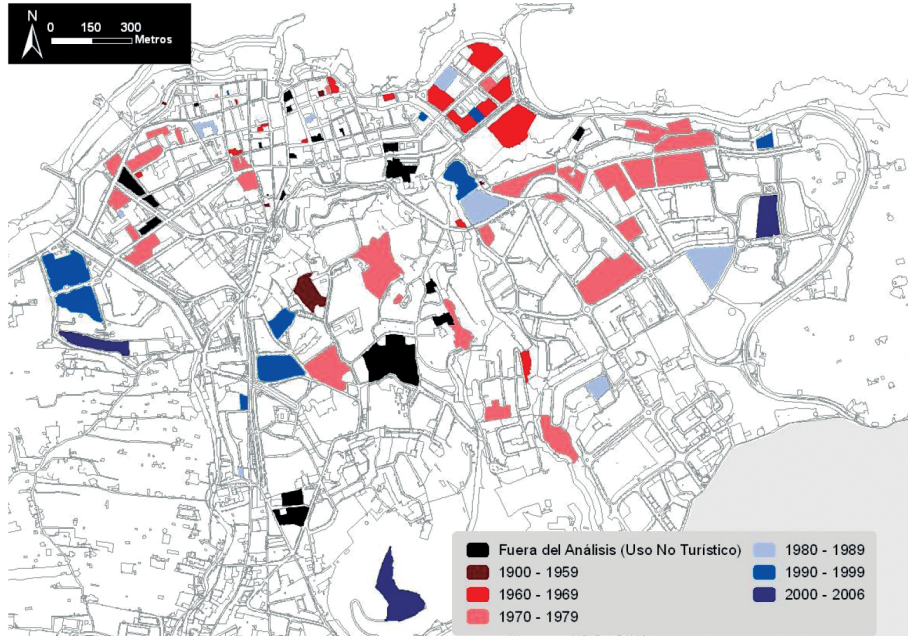 N
0 150 300
Metros
Fuera del Análisis (Uso No Turístico)
1900 - 1959
1960 - 1969
1970 - 1979
1980 - 1989
1990 - 1999
2000 - 2006